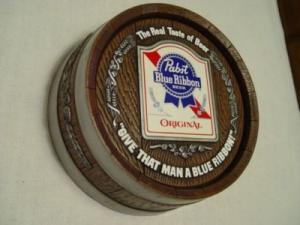 The Real Taste of Beer
Pabst
Blue Ribbon
BEER
ORIGINAL
"GIVE THAT MAN A BLUE RIBBON"